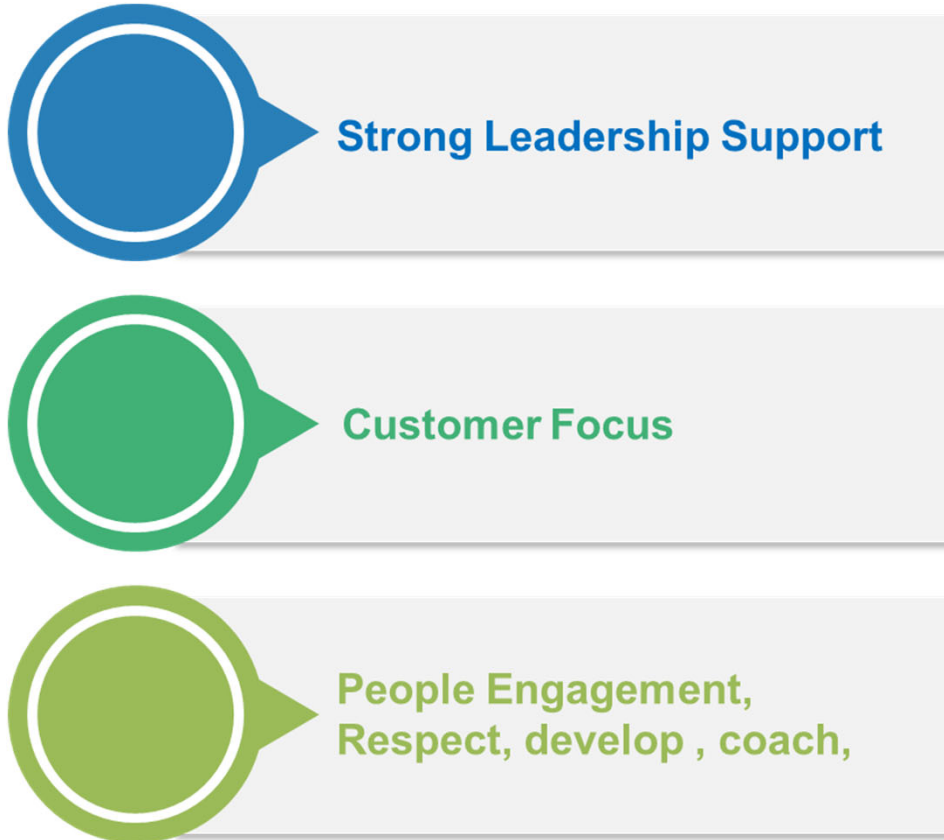 Strong Leadership Support
Customer Focus
People Engagement,
Respect, develop , coach,